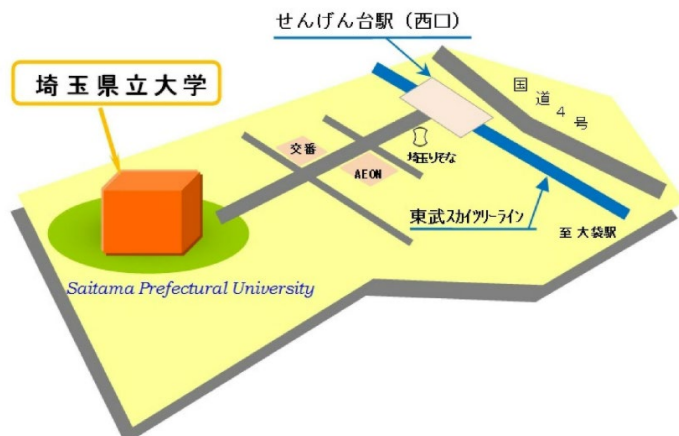 せんげん台駅（西口）
埼玉県立大学
国道4号
交番
埼玉りそな
AEON
東武スカイツリーライン
至 大袋駅
Saitama Prefectural University